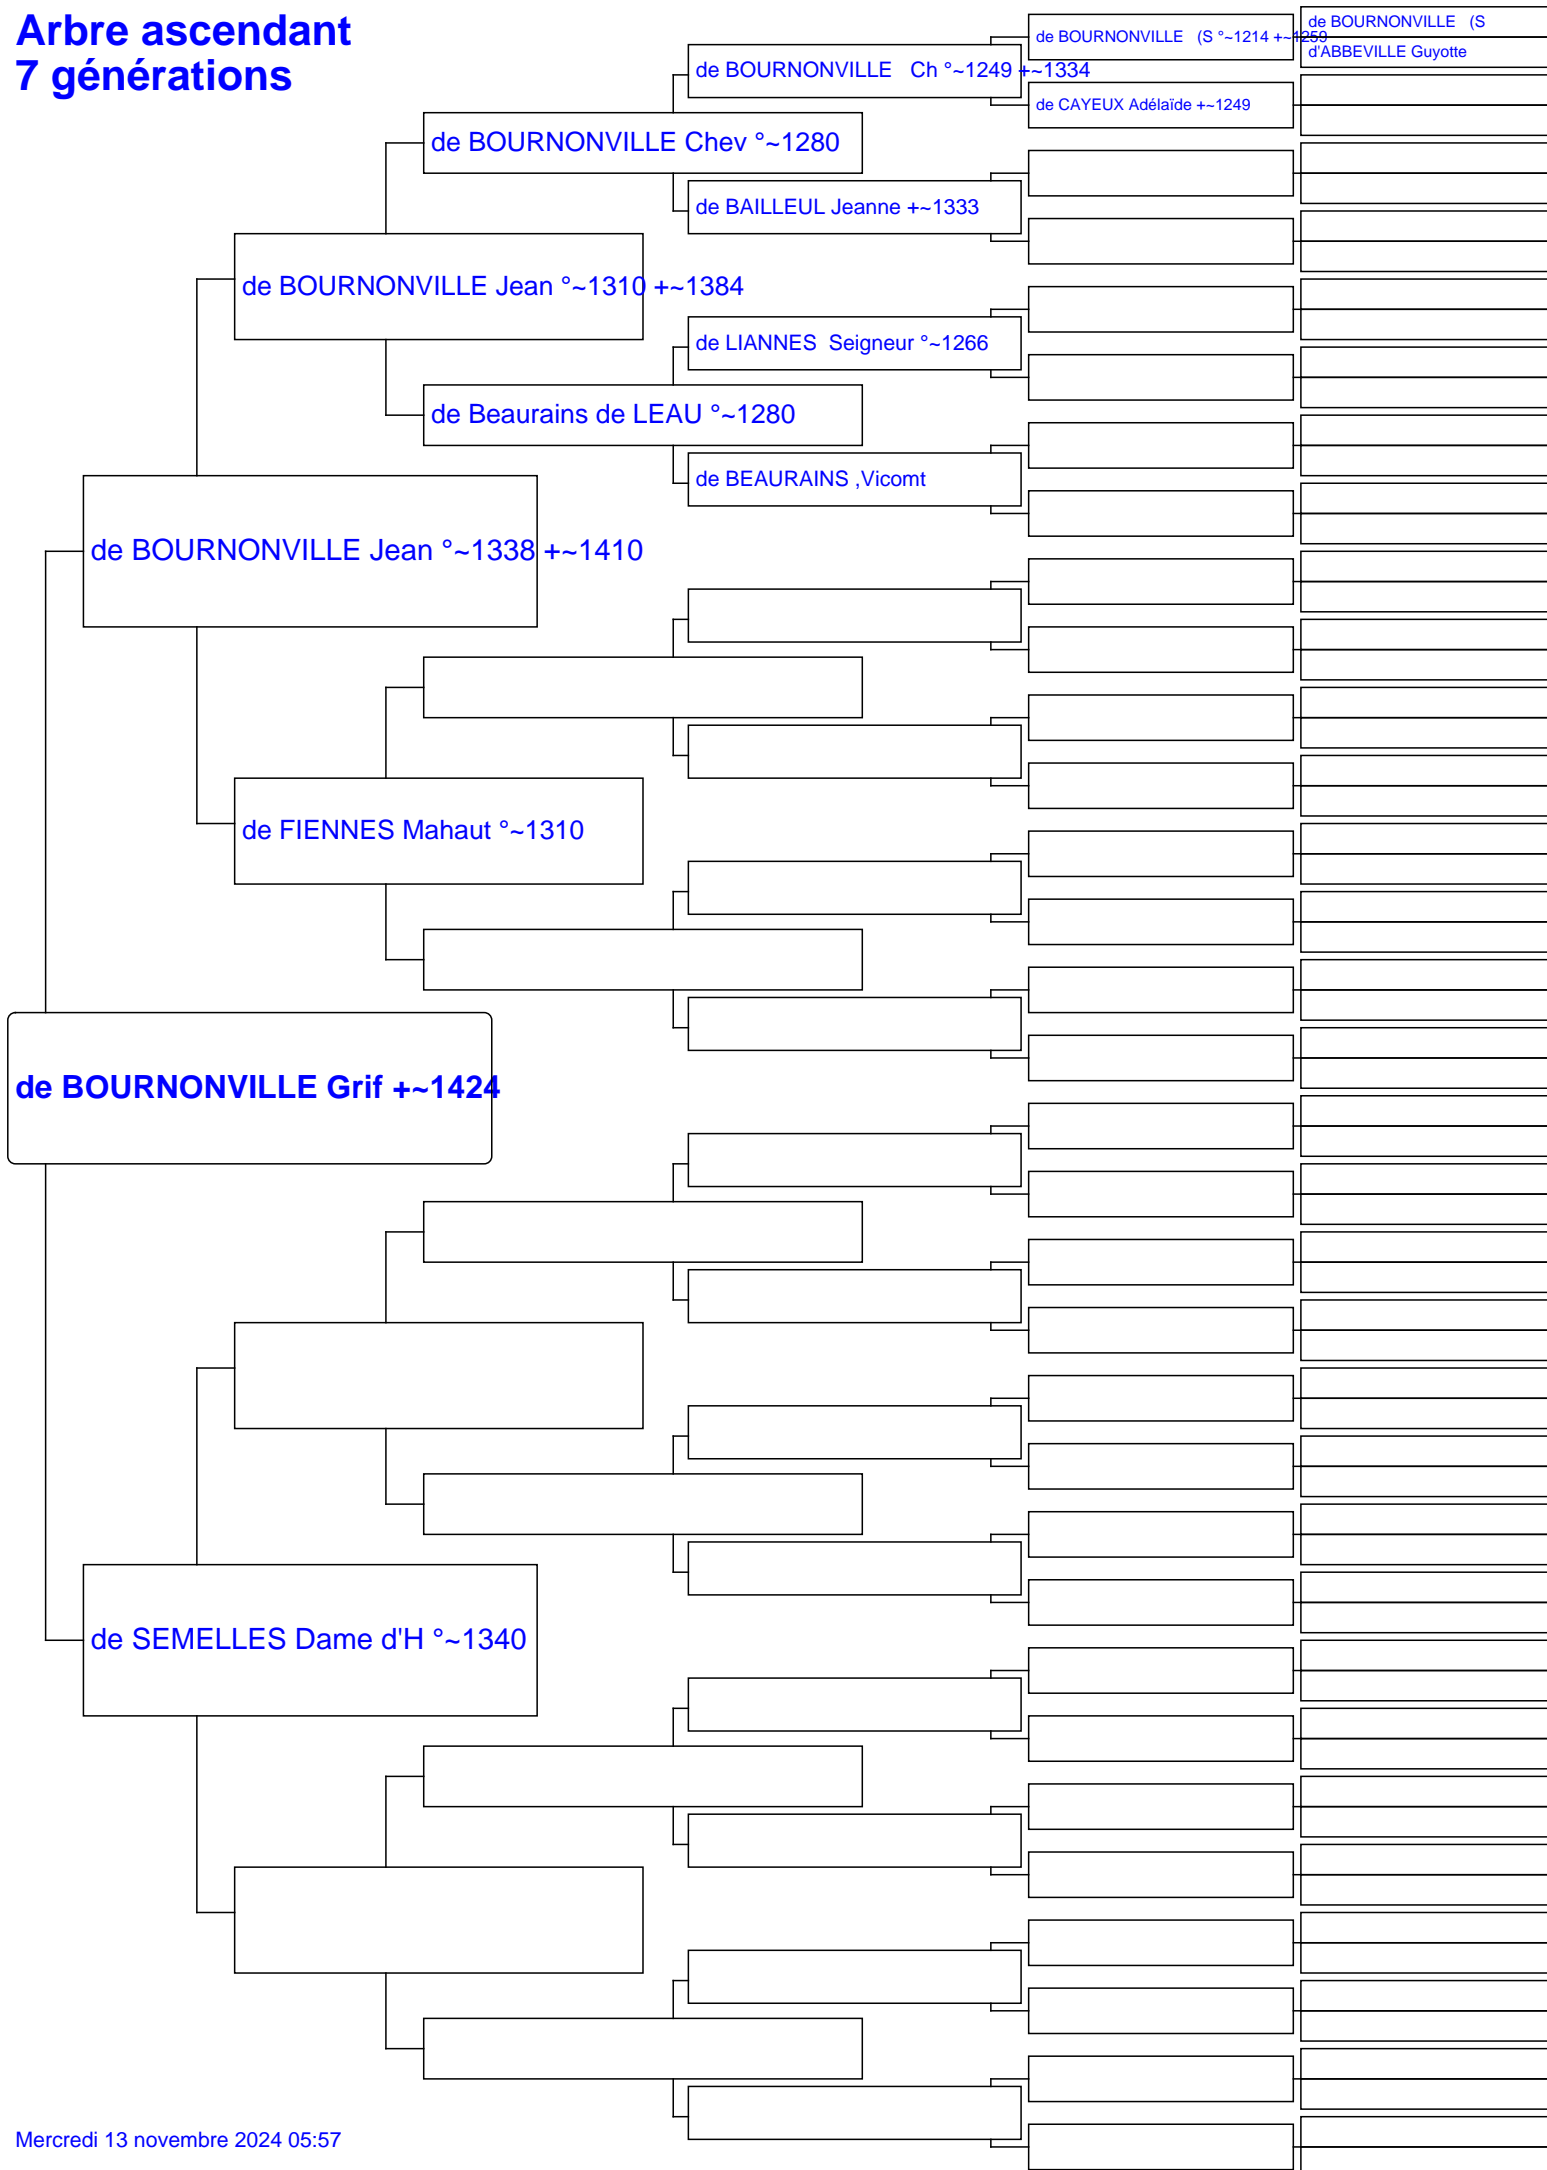 Arbre ascendant
7 générations
de BOURNONVILLE   (S
d'ABBEVILLE Guyotte
de BOURNONVILLE   (S °~1214 +~1259
de CAYEUX Adélaïde +~1249
de BOURNONVILLE   Ch °~1249 +~1334
de BOURNONVILLE Chev °~1280
de BAILLEUL Jeanne +~1333
de BOURNONVILLE Jean °~1310 +~1384
de LIANNES  Seigneur °~1266
de Beaurains de LEAU °~1280
de BEAURAINS ,Vicomt
de BOURNONVILLE Jean °~1338 +~1410
de FIENNES Mahaut °~1310
de BOURNONVILLE Grif +~1424
de SEMELLES Dame d'H °~1340
Mercredi 13 novembre 2024 05:57